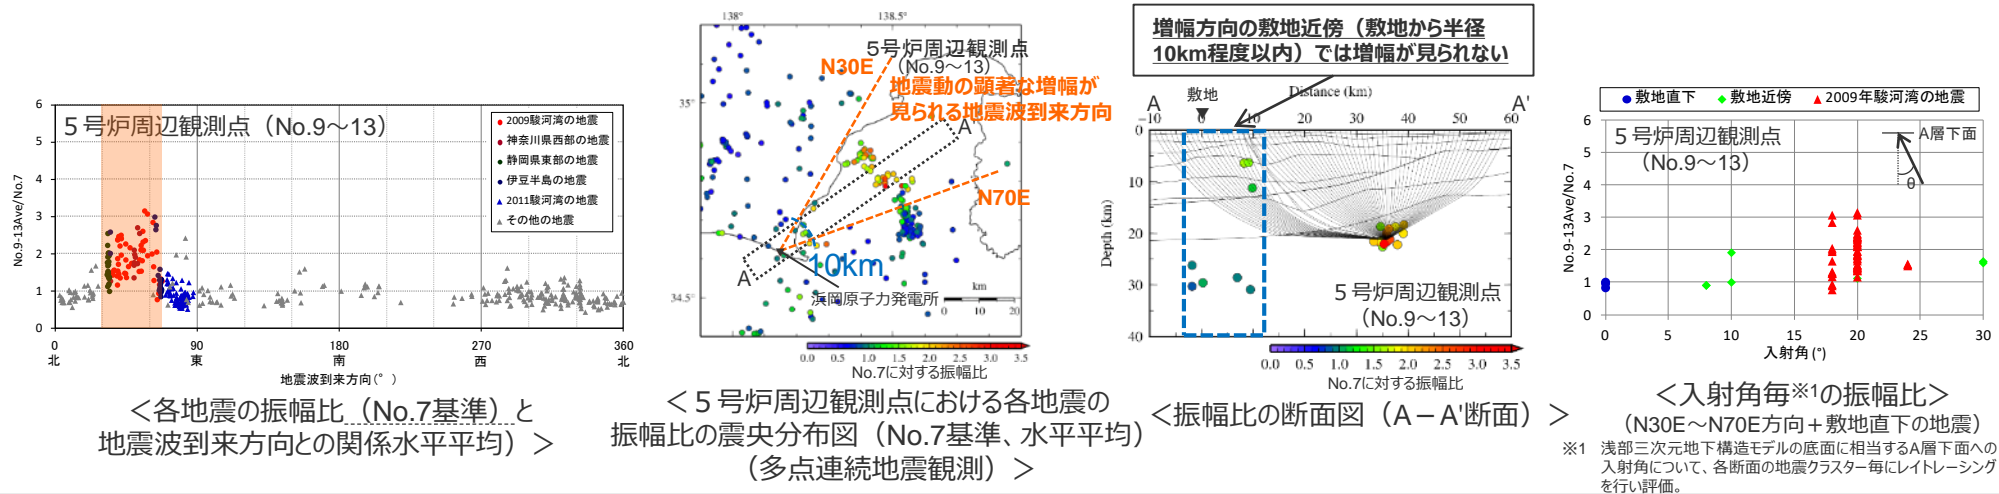 6
5
4
3
2
1
0
No.9-13Ave/No.7
5号炉周辺観測点（No.9～13）
2009駿河湾の地震
神奈川県西部の地震
静岡県東部の地震
伊豆半島の地震
2011駿河湾の地震
その他の地震
0 90 180 270 360
北 東 南 西 北
地震波到来方向(°)
＜各地震の振幅比（No.7基準）と
地震波到来方向との関係水平平均）＞
138° 138.5°
35°
34.5°
5号炉周辺観測点
（No.9～13）
N30E
地震動の顕著な増幅が
見られる地震波到来方向
A'
N70E
A
10km
浜岡原子力発電所
km
0 10 20
0.0 0.5 1.0 1.5 2.0 2.5 3.0 3.5
No.7に対する振幅比
＜5号炉周辺観測点における各地震の
振幅比の震央分布図（No.7基準、水平平均）
（多点連続地震観測）＞
増幅方向の敷地近傍（敷地から半径
10km程度以内）では増幅が見られない
A 敷地 Distance (km) A'
−10 0 10 20 30 40 50 60
0
10
20
30
40
Depth (km)
5号炉周辺観測点
（No.9～13）
0.0 0.5 1.0 1.5 2.0 2.5 3.0 3.5
No.7に対する振幅比
＜振幅比の断面図（A－A'断面）＞
敷地直下 敷地近傍 2009年駿河湾の地震
6
5
4
3
2
1
0
No.9-13Ave/No.7
5号炉周辺観測点
（No.9～13）
A層下面
θ
0 5 10 15 20 25 30
入射角(°)
＜入射角毎※1の振幅比＞
（N30E～N70E方向＋敷地直下の地震）
※1 浅部三次元地下構造モデルの底面に相当するA層下面への
入射角について、各断面の地震クラスター毎にレイトレーシング
を行い評価。